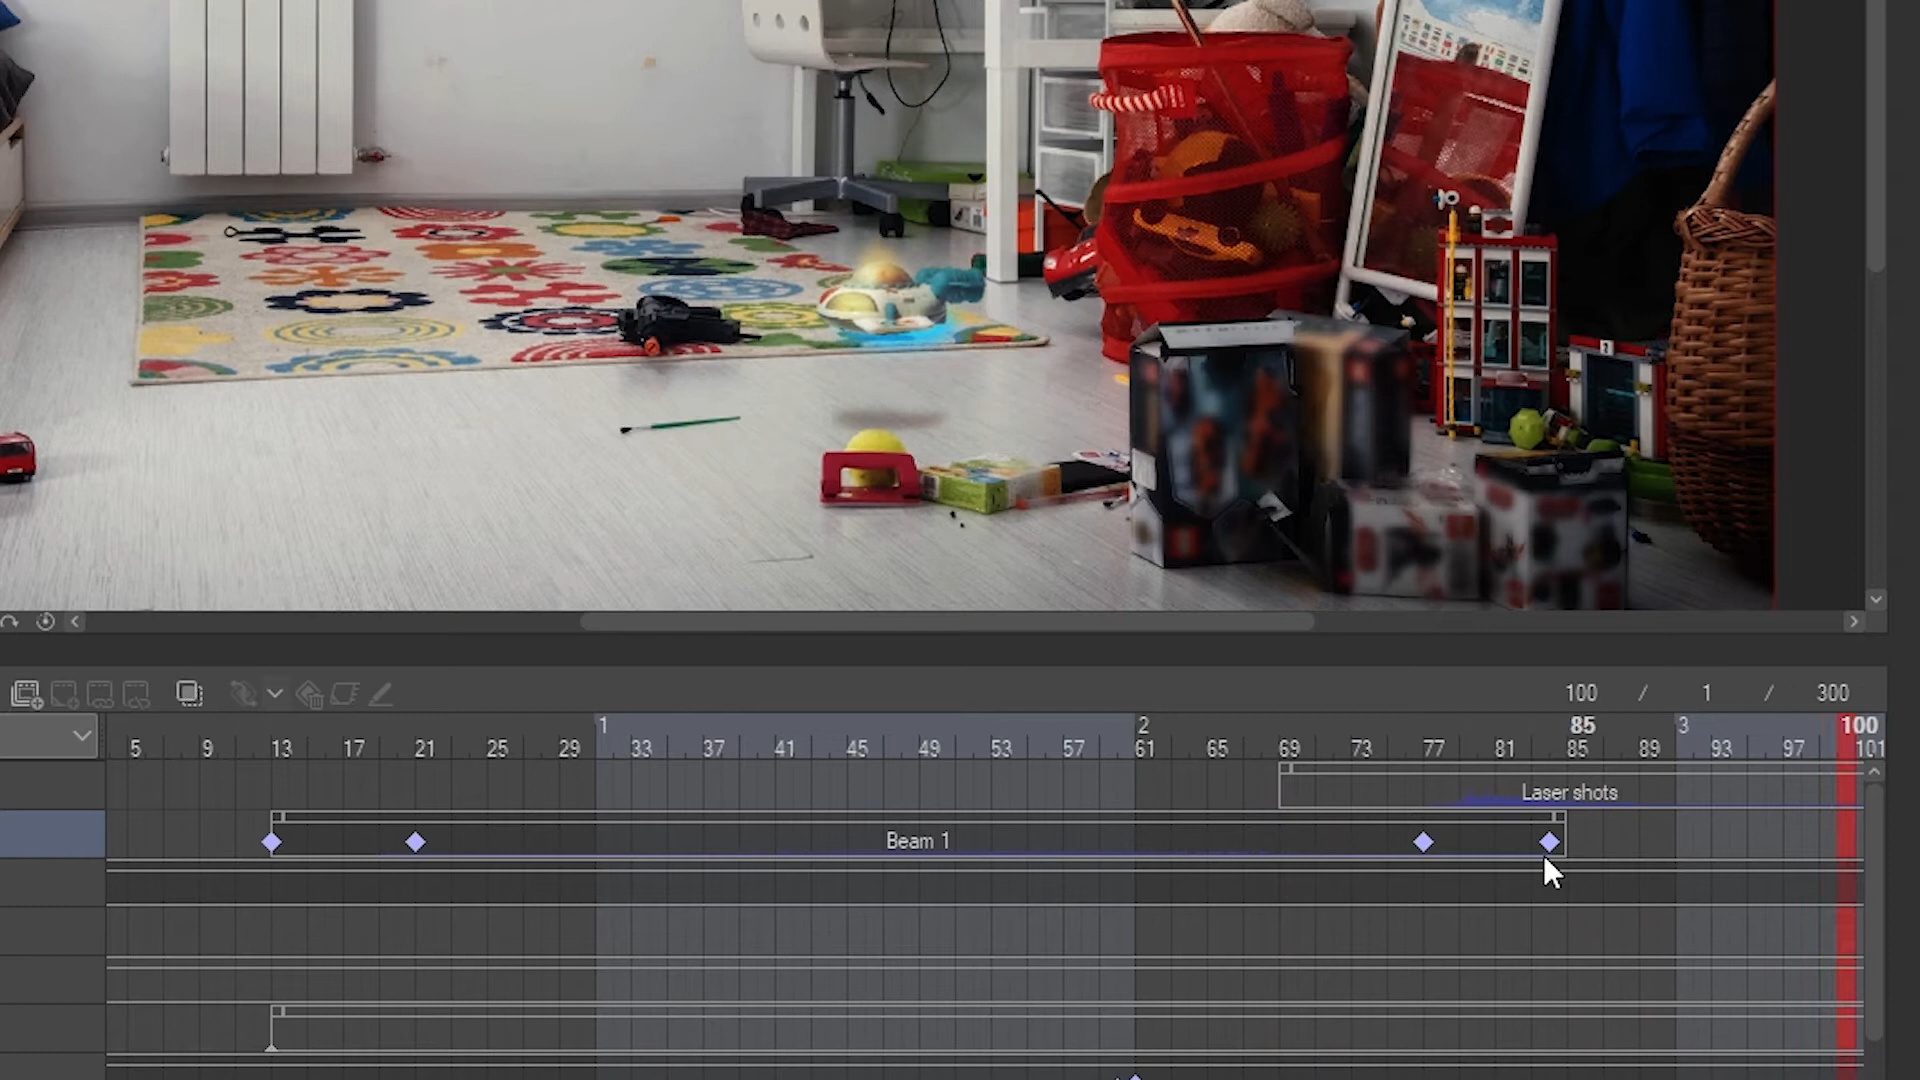 100 / 1 / 300
1 2 85 3 100
5 9 13 17 21 25 29 33 37 41 45 49 53 57 61 65 69 73 77 81 85 89 93 97 101
Laser shots
Beam 1